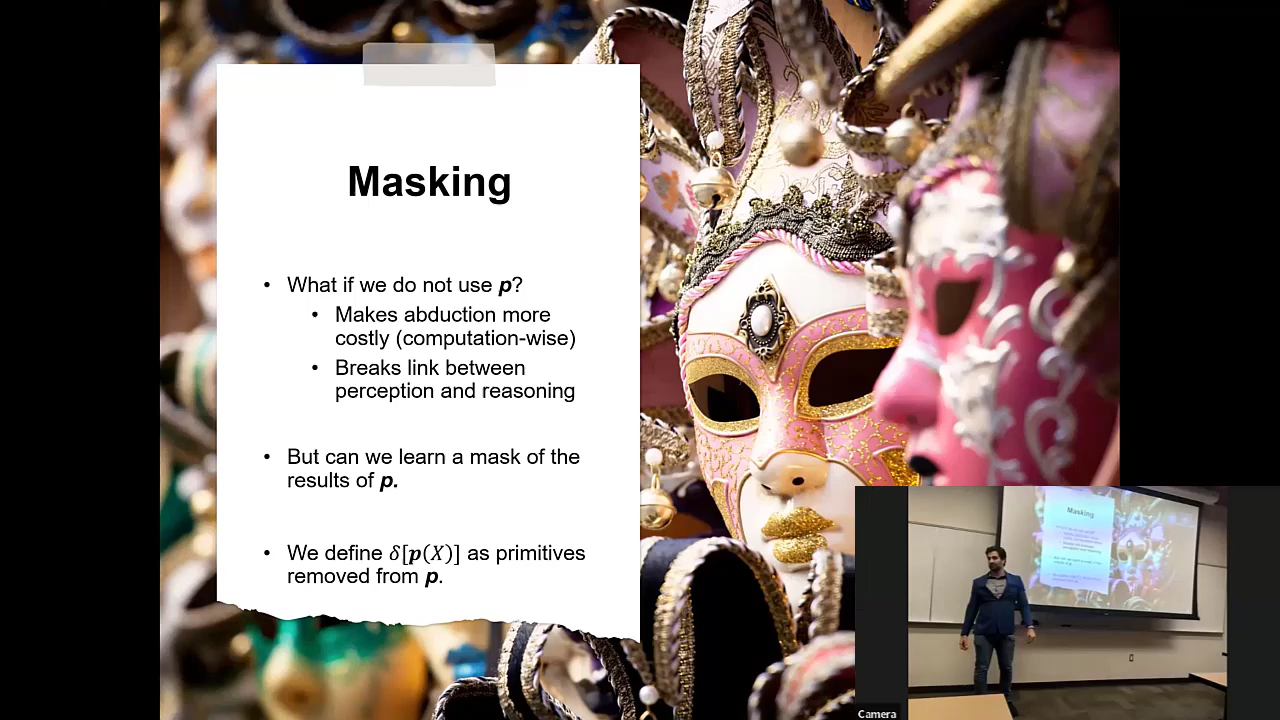 Masking
• What if we do not use p?
• Makes abduction more
costly (computation-wise)
• Breaks link between
perception and reasoning
• But can we learn a mask of the
results of p.
• We define δ[p(X)] as primitives
removed from p.
Masking
Camera